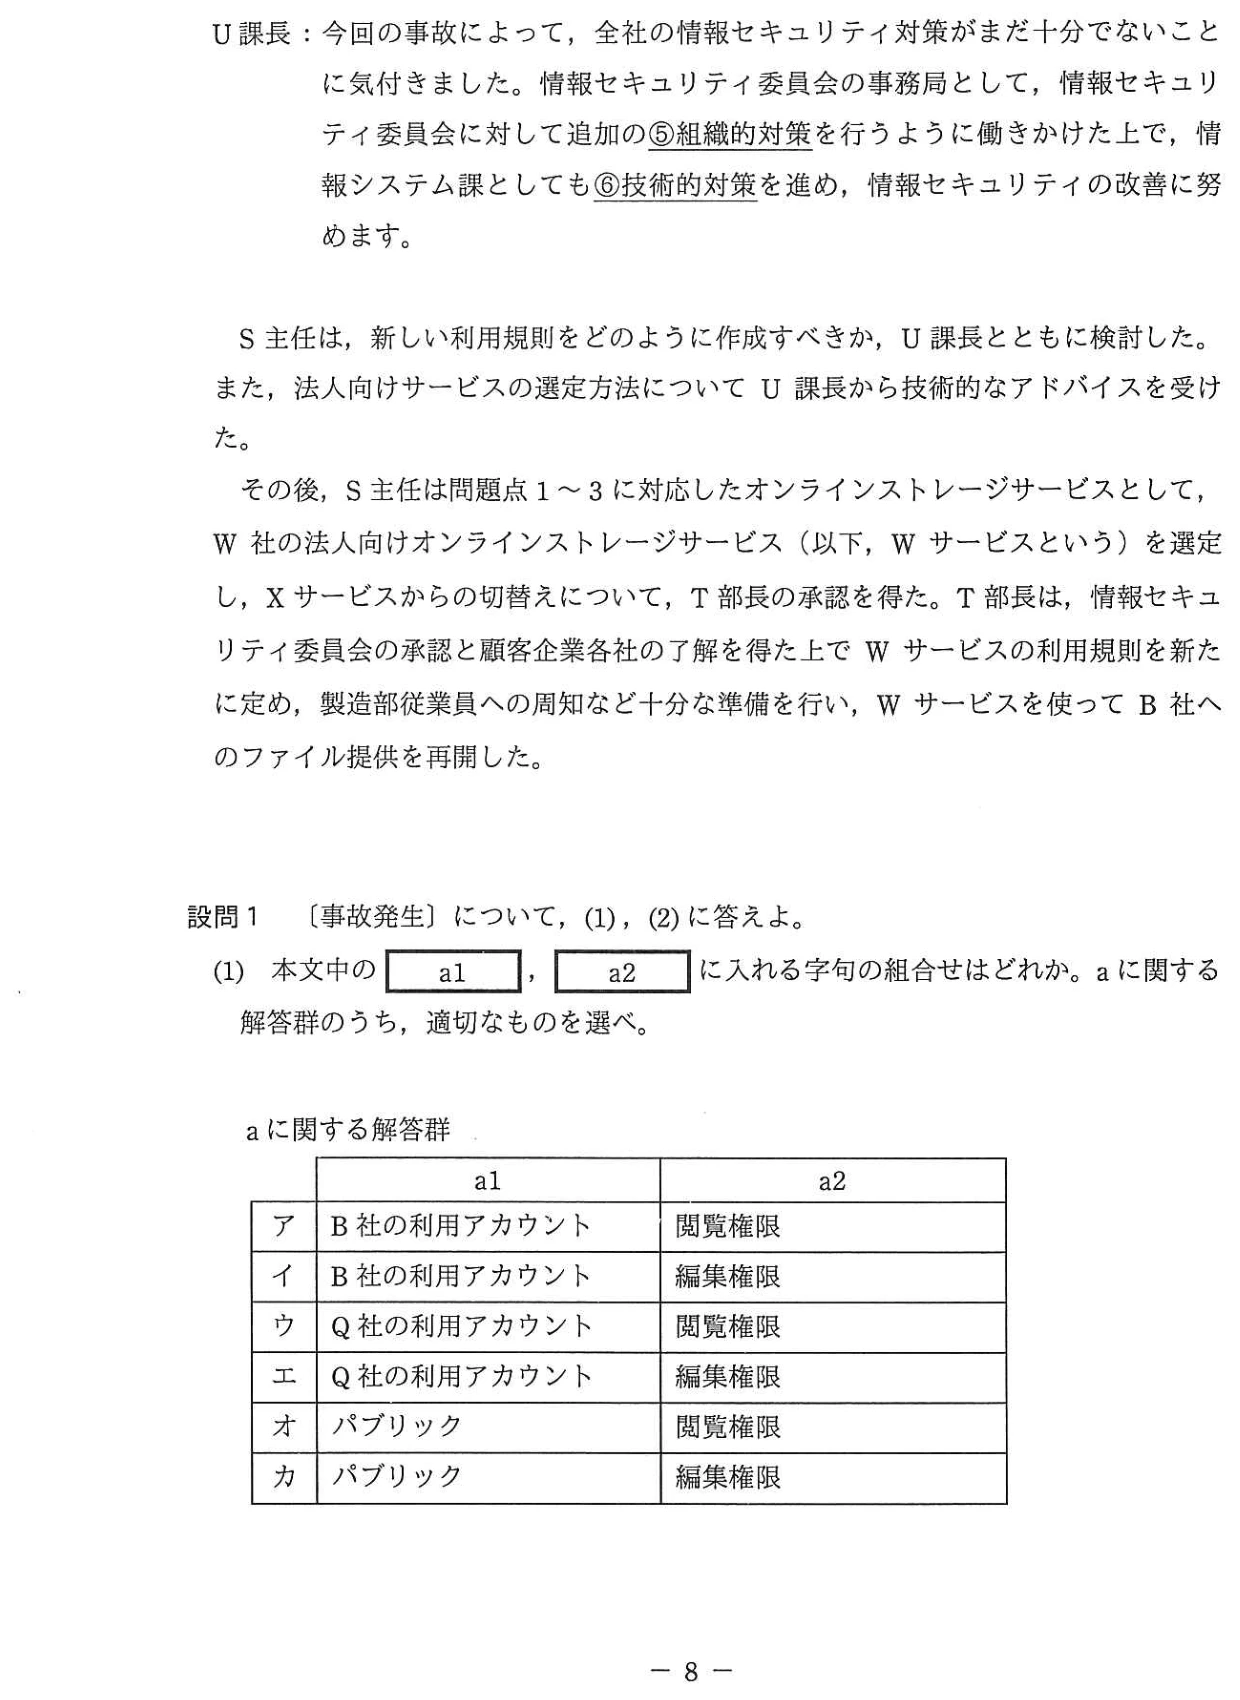 U課長：今回の事故によって，全社の情報セキュリティ対策がまだ十分でないこと
に気付きました。情報セキュリティ委員会の事務局として，情報セキュリ
ティ委員会に対して追加の⑤組織的対策を行うように働きかけた上で，情
報システム課としても⑥技術的対策を進め，情報セキュリティの改善に努
めます。
S 主任は，新しい利用規則をどのように作成すべきか，U 課長とともに検討した。
また，法人向けサービスの選定方法について U 課長から技術的なアドバイスを受け
た。
その後，S 主任は問題点 1～3 に対応したオンラインストレージサービスとして，
W 社の法人向けオンラインストレージサービス（以下，W サービスという）を選定
し，X サービスからの切替えについて，T 部長の承認を得た。T 部長は，情報セキュ
リティ委員会の承認と顧客企業各社の了解を得た上で W サービスの利用規則を新た
に定め，製造部従業員への周知など十分な準備を行い，W サービスを使って B 社へ
のファイル提供を再開した。
設問1　〔事故発生〕について，(1)，(2)に答えよ。
(1)　本文中の a1 ， a2 に入れる字句の組合せはどれか。a に関する
解答群のうち，適切なものを選べ。
a に関する解答群
a1 a2
ア B 社の利用アカウント 閲覧権限
イ B 社の利用アカウント 編集権限
ウ Q 社の利用アカウント 閲覧権限
エ Q 社の利用アカウント 編集権限
オ パブリック 閲覧権限
カ パブリック 編集権限
－ 8 －